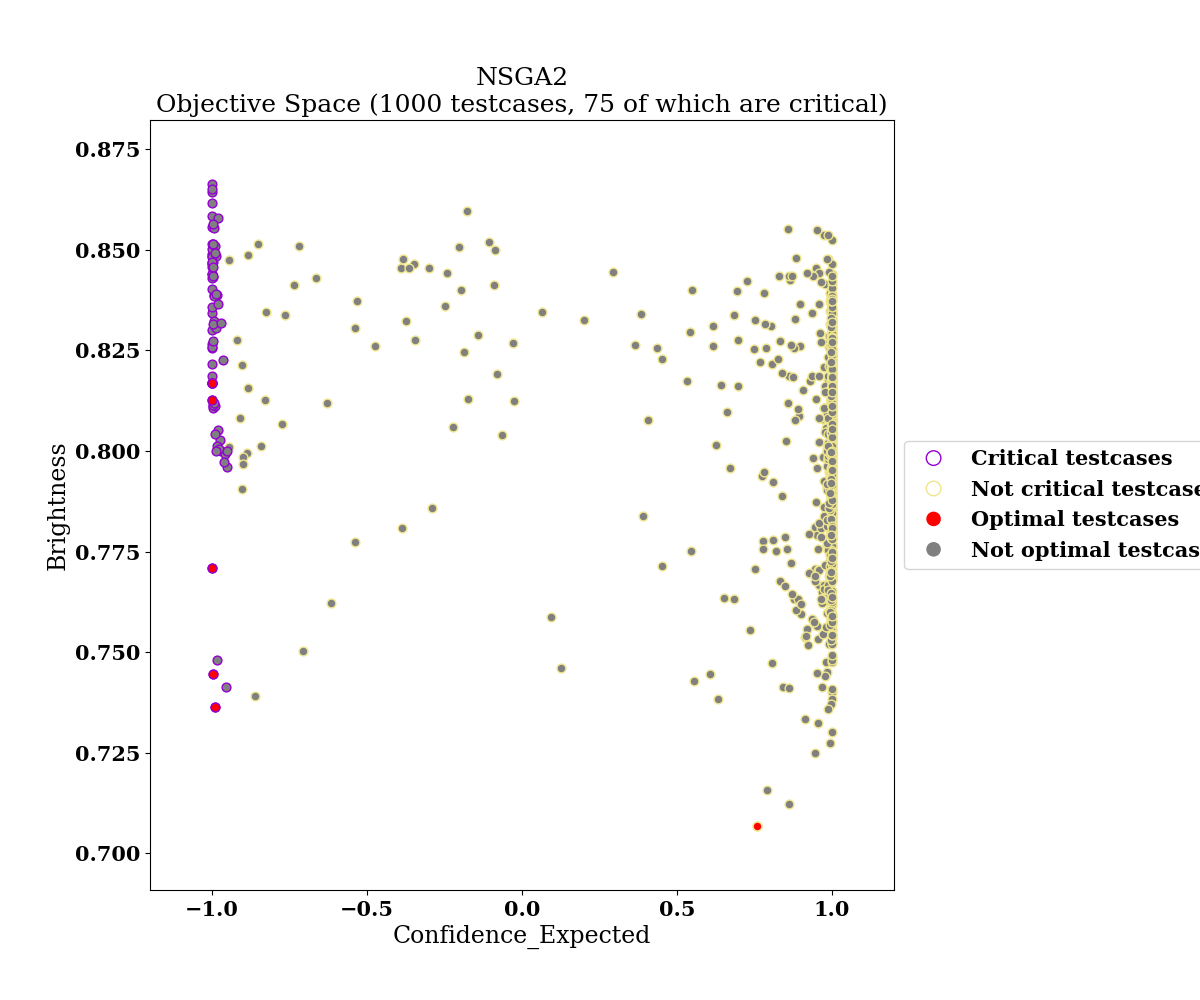 NSGA2
Objective Space (1000 testcases, 75 of which are critical)
0.875
0.850
0.825
0.800
0.775
0.750
0.725
0.700
Brightness
−1.0 −0.5 0.0 0.5 1.0
Confidence_Expected
Critical testcases
Not critical testcase
Optimal testcases
Not optimal testcas